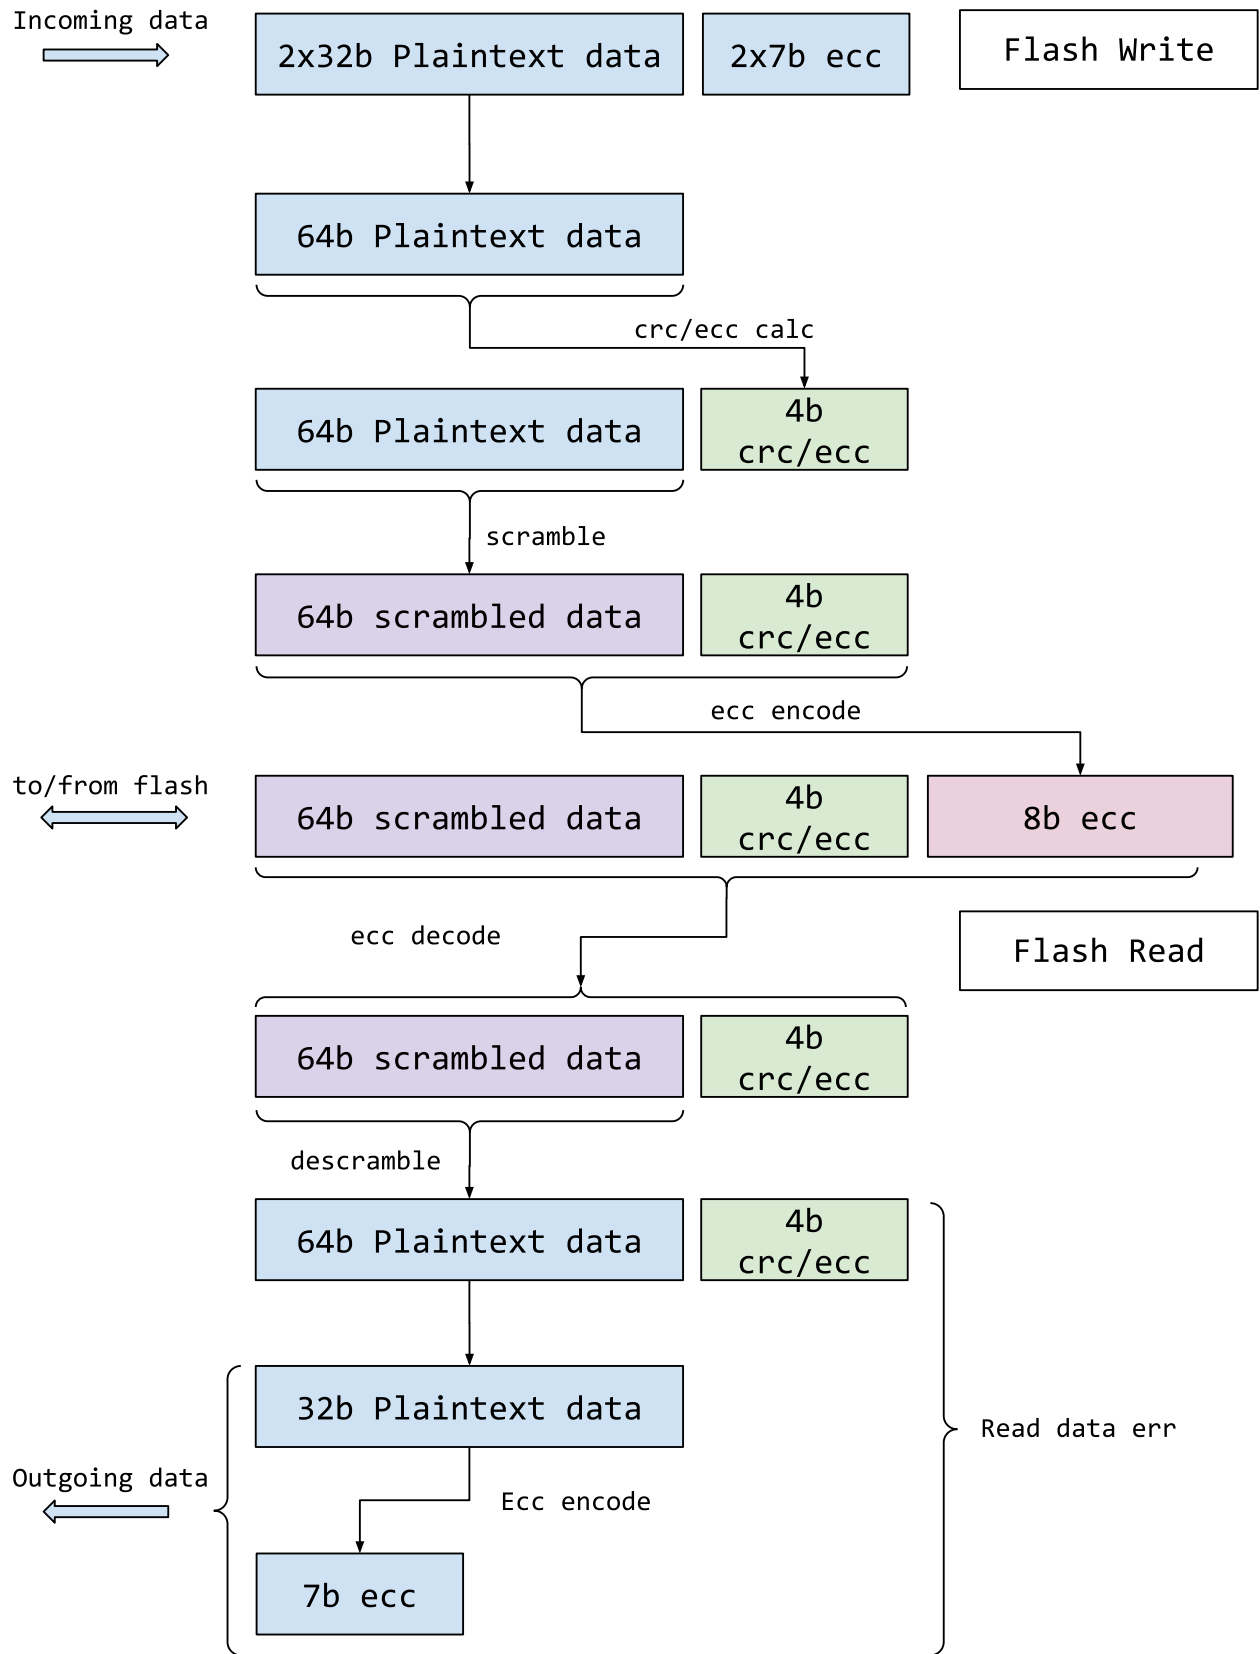 Incoming data
2x32b Plaintext data
2x7b ecc
Flash Write
64b Plaintext data
crc/ecc calc
64b Plaintext data
4b
crc/ecc
scramble
64b scrambled data
4b
crc/ecc
ecc encode
to/from flash
64b scrambled data
4b
crc/ecc
8b ecc
ecc decode
Flash Read
64b scrambled data
4b
crc/ecc
descramble
64b Plaintext data
4b
crc/ecc
32b Plaintext data
Read data err
Outgoing data
Ecc encode
7b ecc